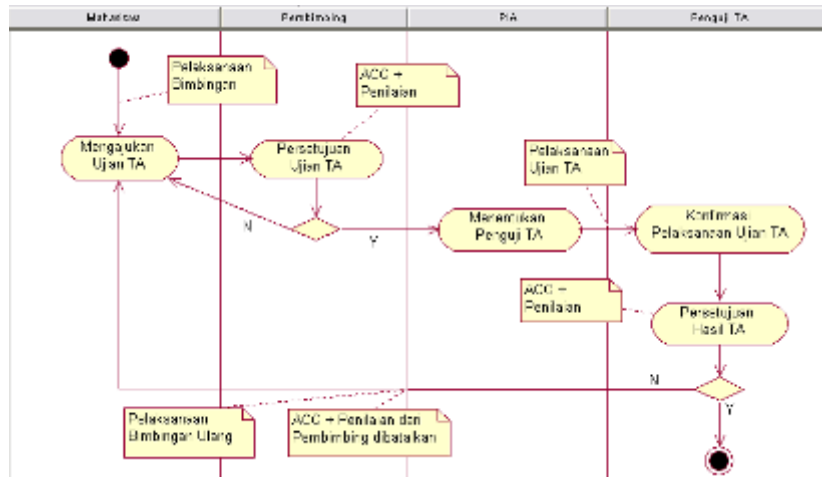 Mahasiswa
Pembimbing
PIA
Penguji TA
Pelaksanaan
Bimbingan
ACC +
Penilaian
Mengajukan
Ujian TA
Persetujuan
Ujian TA
Pelaksanaan
Ujian TA
N
Y
Menentukan
Penguji TA
Konfirmasi
Pelaksanaan Ujian TA
ACC +
Penilaian
Persetujuan
Hasil TA
N
Y
Pelaksanaan
Bimbingan Ulang
ACC + Penilaian dan
Pembimbing dibatalkan